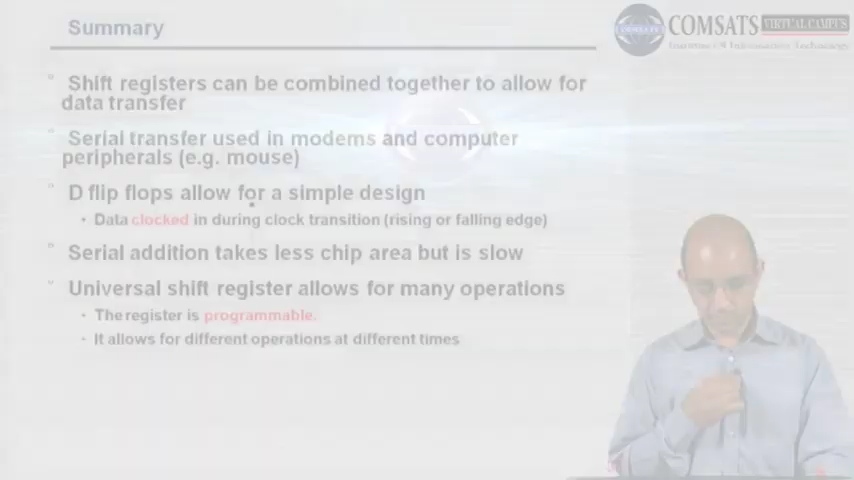 Summary
COMSATS VIRTUAL CAMPUS
Institute Of Information Technology
Shift registers can be combined together to allow for
data transfer
Serial transfer used in modems and computer
peripherals (e.g. mouse)
D flip flops allow for a simple design
• Data clocked in during clock transition (rising or falling edge)
Serial addition takes less chip area but is slow
Universal shift register allows for many operations
• The register is programmable.
• It allows for different operations at different times